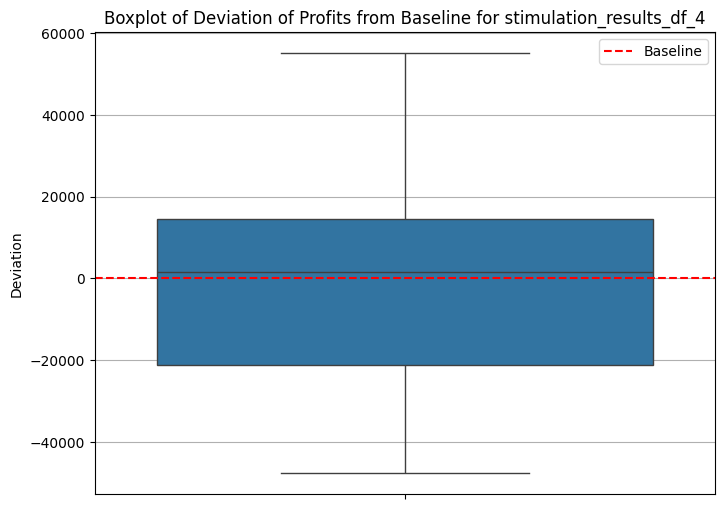 Boxplot of Deviation of Profits from Baseline for stimulation_results_df_4
60000
Baseline
40000
20000
Deviation
0
−20000
−40000